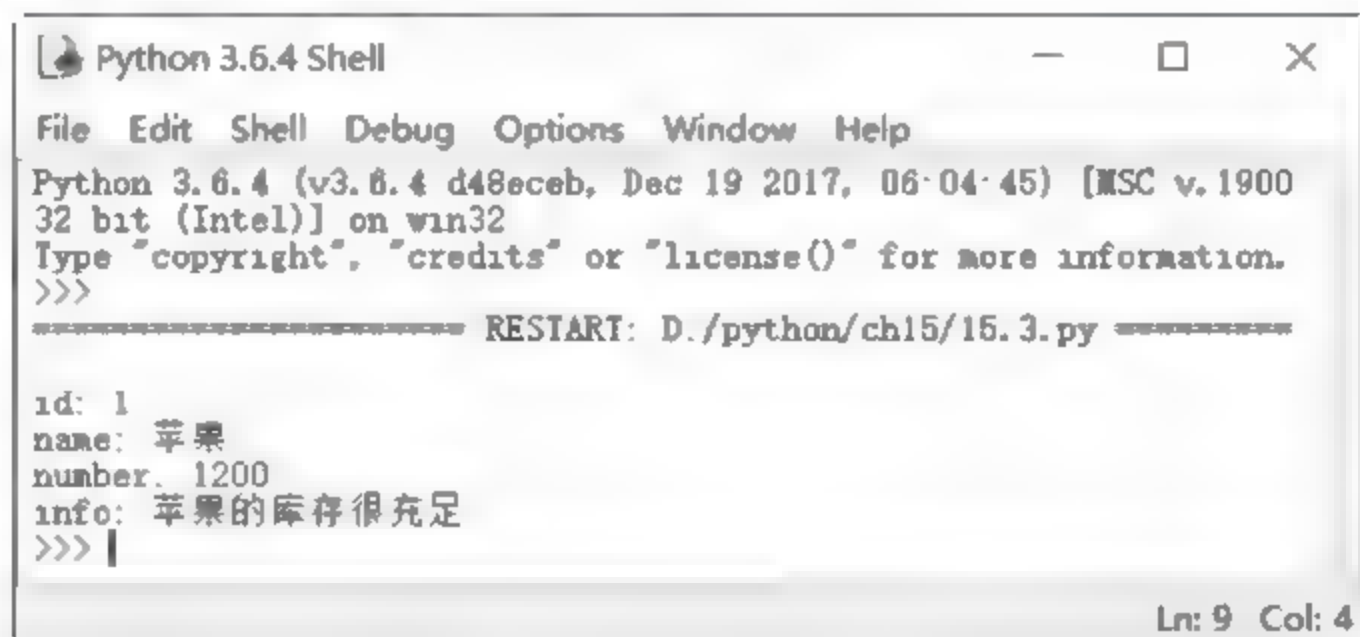 Python 3.6.4 Shell
File Edit Shell Debug Options Window Help
Python 3.6.4 (v3.6.4 d48eceb, Dec 19 2017, 06:04:45) [MSC v.1900
32 bit (Intel)] on win32
Type "copyright", "credits" or "license()" for more information.
>>>
========================= RESTART: D:/python/ch15/15.3.py ==========
id: 1
name: 苹果
number: 1200
info: 苹果的库存很充足
>>>
Ln: 9 Col: 4